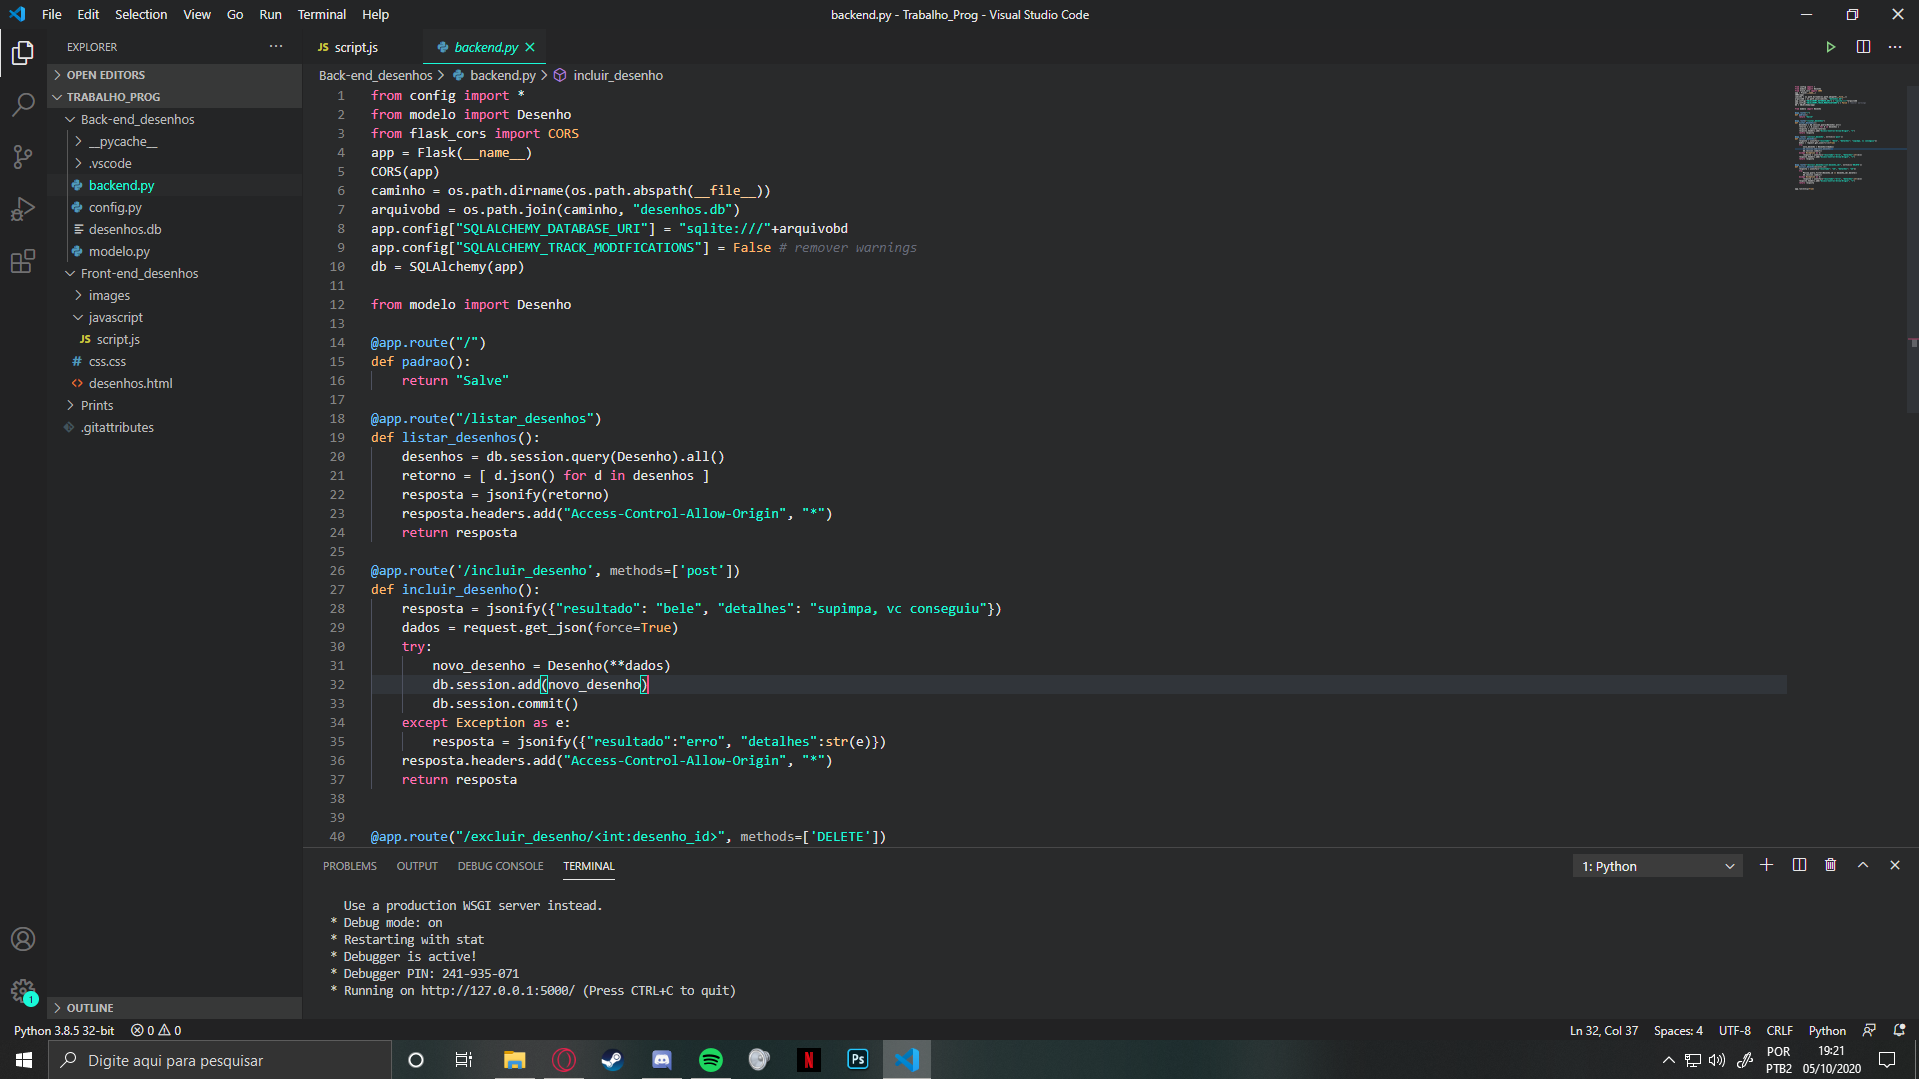 File Edit Selection View Go Run Terminal Help
backend.py - Trabalho_Prog - Visual Studio Code
EXPLORER
OPEN EDITORS
TRABALHO_PROG
Back-end_desenhos
__pycache__
.vscode
backend.py
config.py
desenhos.db
modelo.py
Front-end_desenhos
images
javascript
JS script.js
# css.css
<> desenhos.html
Prints
.gitattributes
OUTLINE
JS script.js
backend.py
Back-end_desenhos > backend.py > incluir_desenho
1 from config import *
2 from modelo import Desenho
3 from flask_cors import CORS
4 app = Flask(__name__)
5 CORS(app)
6 caminho = os.path.dirname(os.path.abspath(__file__))
7 arquivobd = os.path.join(caminho, "desenhos.db")
8 app.config["SQLALCHEMY_DATABASE_URI"] = "sqlite:///"+arquivobd
9 app.config["SQLALCHEMY_TRACK_MODIFICATIONS"] = False # remover warnings
10 db = SQLAlchemy(app)
11
12 from modelo import Desenho
13
14 @app.route("/")
15 def padrao():
16 return "Salve"
17
18 @app.route("/listar_desenhos")
19 def listar_desenhos():
20 desenhos = db.session.query(Desenho).all()
21 retorno = [ d.json() for d in desenhos ]
22 resposta = jsonify(retorno)
23 resposta.headers.add("Access-Control-Allow-Origin", "*")
24 return resposta
25
26 @app.route('/incluir_desenho', methods=['post'])
27 def incluir_desenho():
28 resposta = jsonify({"resultado": "bele", "detalhes": "supimpa, vc conseguiu"})
29 dados = request.get_json(force=True)
30 try:
31 novo_desenho = Desenho(**dados)
32 db.session.add(novo_desenho)
33 db.session.commit()
34 except Exception as e:
35 resposta = jsonify({"resultado":"erro", "detalhes":str(e)})
36 resposta.headers.add("Access-Control-Allow-Origin", "*")
37 return resposta
38
39
40 @app.route("/excluir_desenho/<int:desenho_id>", methods=['DELETE'])
PROBLEMS OUTPUT DEBUG CONSOLE TERMINAL
1: Python
Use a production WSGI server instead.
* Debug mode: on
* Restarting with stat
* Debugger is active!
* Debugger PIN: 241-935-071
* Running on http://127.0.0.1:5000/ (Press CTRL+C to quit)
1
Python 3.8.5 32-bit 0 0
Ln 32, Col 37 Spaces: 4 UTF-8 CRLF Python
Digite aqui para pesquisar
N
Ps
POR
PTB2
19:21
05/10/2020